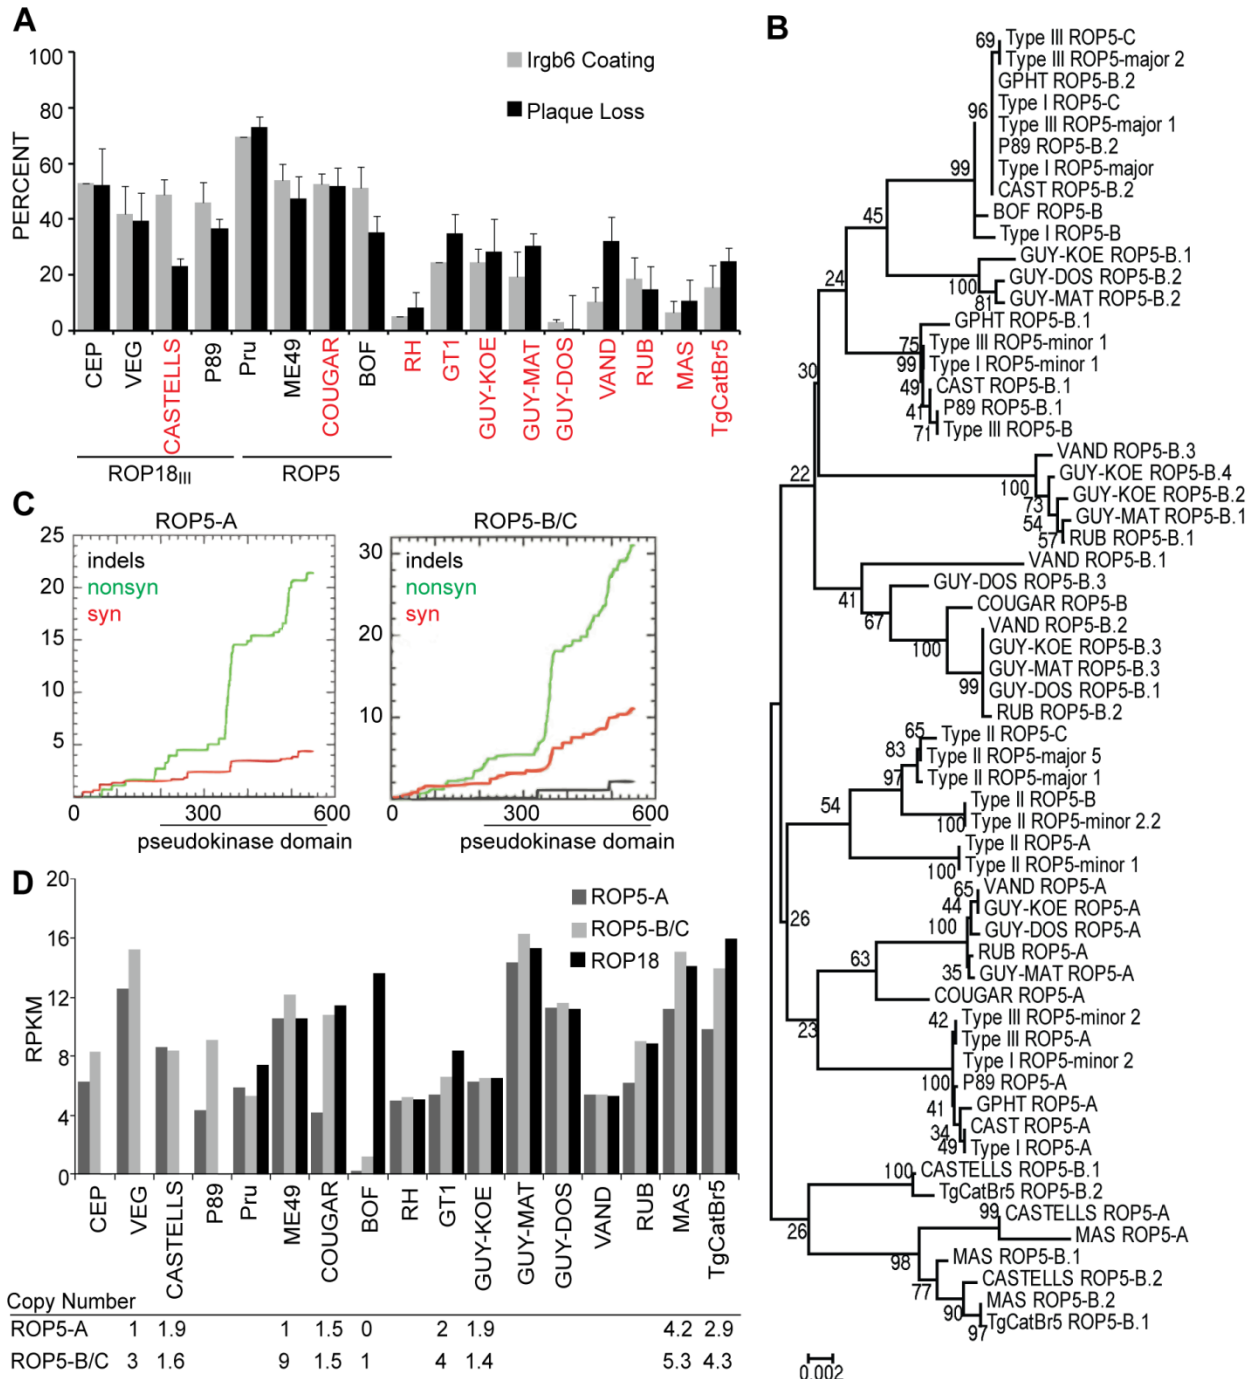 A
100
80
60
40
20
0
PERCENT
Irgb6 Coating
Plaque Loss
CEP
VEG
CASTELLS
P89
Pru
ME49
COUGAR
BOF
RH
GT1
GUY-KOE
GUY-MAT
GUY-DOS
VAND
RUB
MAS
TgCatBr5
ROP18III
ROP5
B
69
Type III ROP5-C
Type III ROP5-major 2
GPHT ROP5-B.2
Type I ROP5-C
96
Type III ROP5-major 1
P89 ROP5-B.2
99
Type I ROP5-major
CAST ROP5-B.2
BOF ROP5-B
45
Type I ROP5-B
GUY-KOE ROP5-B.1
24
GUY-DOS ROP5-B.2
100
GUY-MAT ROP5-B.2
81
GPHT ROP5-B.1
75
Type III ROP5-minor 1
99
Type I ROP5-minor 1
30
49
CAST ROP5-B.1
41
P89 ROP5-B.1
71
Type III ROP5-B
VAND ROP5-B.3
22
GUY-KOE ROP5-B.4
100
73
GUY-KOE ROP5-B.2
54
GUY-MAT ROP5-B.1
57
RUB ROP5-B.1
VAND ROP5-B.1
GUY-DOS ROP5-B.3
41
COUGAR ROP5-B
67
VAND ROP5-B.2
100
GUY-KOE ROP5-B.3
GUY-MAT ROP5-B.3
99
GUY-DOS ROP5-B.1
RUB ROP5-B.2
65
Type II ROP5-C
83
Type II ROP5-major 5
97
Type II ROP5-major 1
54
Type II ROP5-B
100
Type II ROP5-minor 2.2
Type II ROP5-A
100
Type II ROP5-minor 1
26
65
VAND ROP5-A
44
GUY-KOE ROP5-A
100
GUY-DOS ROP5-A
63
RUB ROP5-A
35
GUY-MAT ROP5-A
COUGAR ROP5-A
23
42
Type III ROP5-minor 2
Type III ROP5-A
Type I ROP5-minor 2
100
P89 ROP5-A
41
GPHT ROP5-A
34
CAST ROP5-A
49
Type I ROP5-A
100
CASTELLS ROP5-B.1
TgCatBr5 ROP5-B.2
26
99
CASTELLS ROP5-A
MAS ROP5-A
98
MAS ROP5-B.1
77
CASTELLS ROP5-B.2
90
MAS ROP5-B.2
97
TgCatBr5 ROP5-B.1
0.002
C
ROP5-A
25
20
15
10
5
indels
nonsyn
syn
0
300
600
pseudokinase domain
ROP5-B/C
30
20
10
indels
nonsyn
syn
0
300
600
pseudokinase domain
D
20
16
12
8
4
0
RPKM
ROP5-A
ROP5-B/C
ROP18
CEP
VEG
CASTELLS
P89
Pru
ME49
COUGAR
BOF
RH
GT1
GUY-KOE
GUY-MAT
GUY-DOS
VAND
RUB
MAS
TgCatBr5
Copy Number
ROP5-A 1 1.9 1 1.5 0 2 1.9 4.2 2.9
ROP5-B/C 3 1.6 9 1.5 1 4 1.4 5.3 4.3